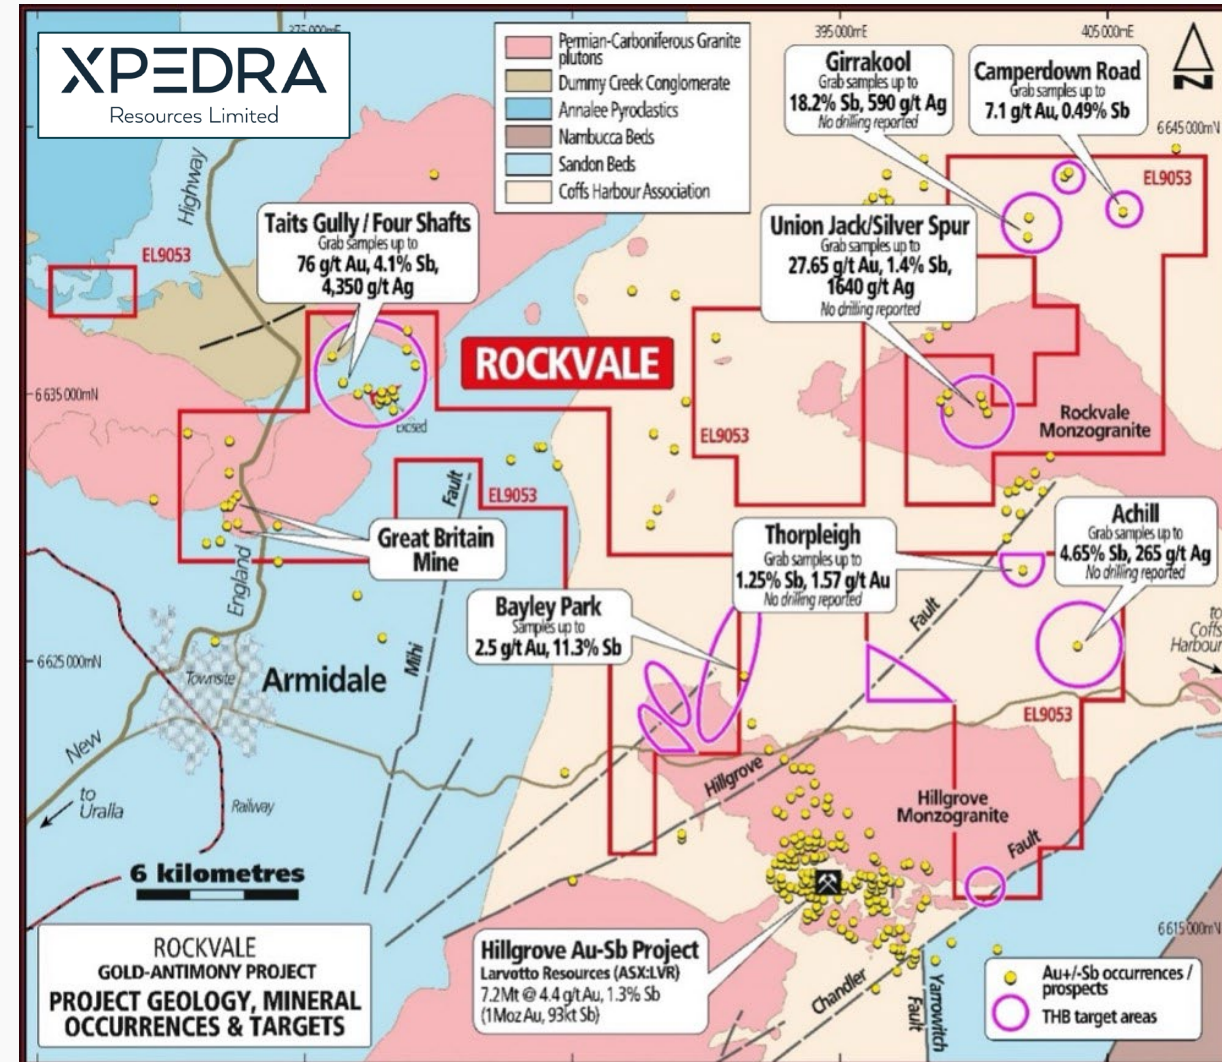 XPEDRA
Resources Limited
375 000mE
395 000mE
405 000mE
N
Permian-Carboniferous Granite
plutons
Dummy Creek Conglomerate
Annalee Pyroclastics
Nambucca Beds
Sandon Beds
Coffs Harbour Association
Girrakool
Grab samples up to
18.2% Sb, 590 g/t Ag
No drilling reported
Camperdown Road
Grab samples up to
7.1 g/t Au, 0.49% Sb
6 645 000mN
EL9053
Highway
EL9053
Taits Gully / Four Shafts
Grab samples up to
76 g/t Au, 4.1% Sb,
4,350 g/t Ag
Union Jack/Silver Spur
Grab samples up to
27.65 g/t Au, 1.4% Sb,
1640 g/t Ag
No drilling reported
ROCKVALE
6 635 000mN
Excised
EL9053
Rockvale
Monzogranite
Fault
EL9053
Great Britain
Mine
England
Thorpleigh
Grab samples up to
1.25% Sb, 1.57 g/t Au
No drilling reported
Achill
Grab samples up to
4.65% Sb, 265 g/t Ag
No drilling reported
Bayley Park
Samples up to
2.5 g/t Au, 11.3% Sb
Fault
to
Coffs
Harbour
6 625 000mN
Mihi
Townsite
Armidale
New
EL9053
to
Uralla
Railway
Hillgrove
Hillgrove
Monzogranite
Fault
6 kilometres
6 615 000mN
ROCKVALE
GOLD-ANTIMONY PROJECT
PROJECT GEOLOGY, MINERAL
OCCURRENCES & TARGETS
Hillgrove Au-Sb Project
Larvotto Resources (ASX:LVR)
7.2Mt @ 4.4 g/t Au, 1.3% Sb
(1Moz Au, 93kt Sb)
Chandler
Fault
Yarrowitch
Au+/-Sb occurrences /
prospects
THB target areas